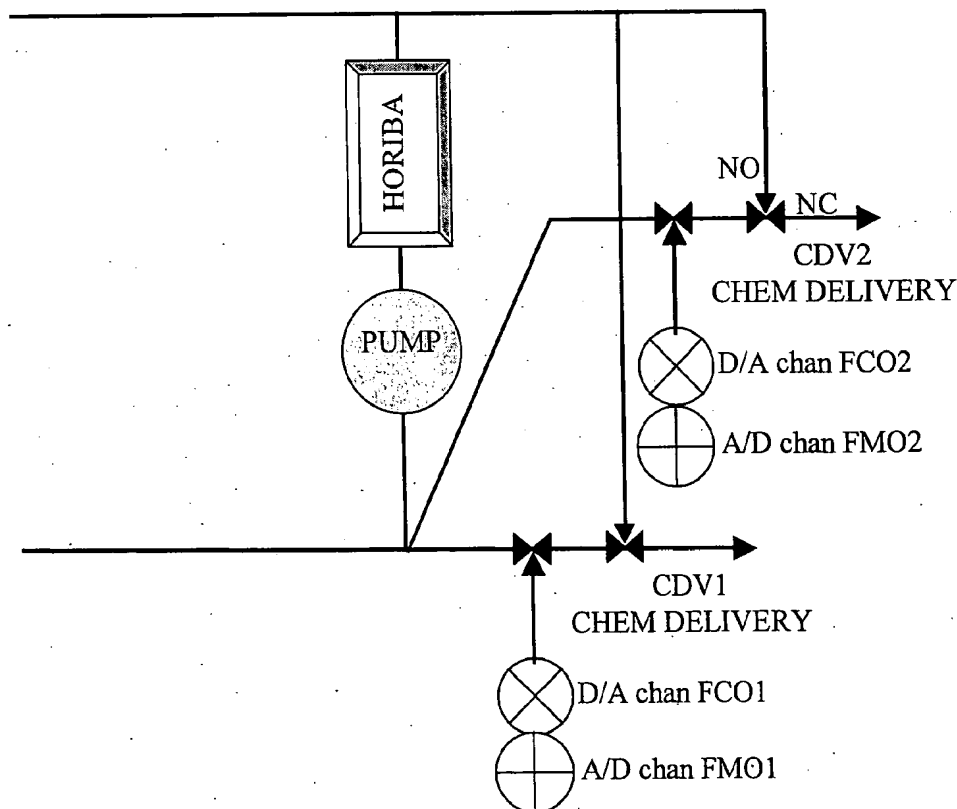 HORIBA
PUMP
NO
NC
CDV2
CHEM DELIVERY
D/A chan FCO2
A/D chan FMO2
CDV1
CHEM DELIVERY
D/A chan FCO1
A/D chan FMO1